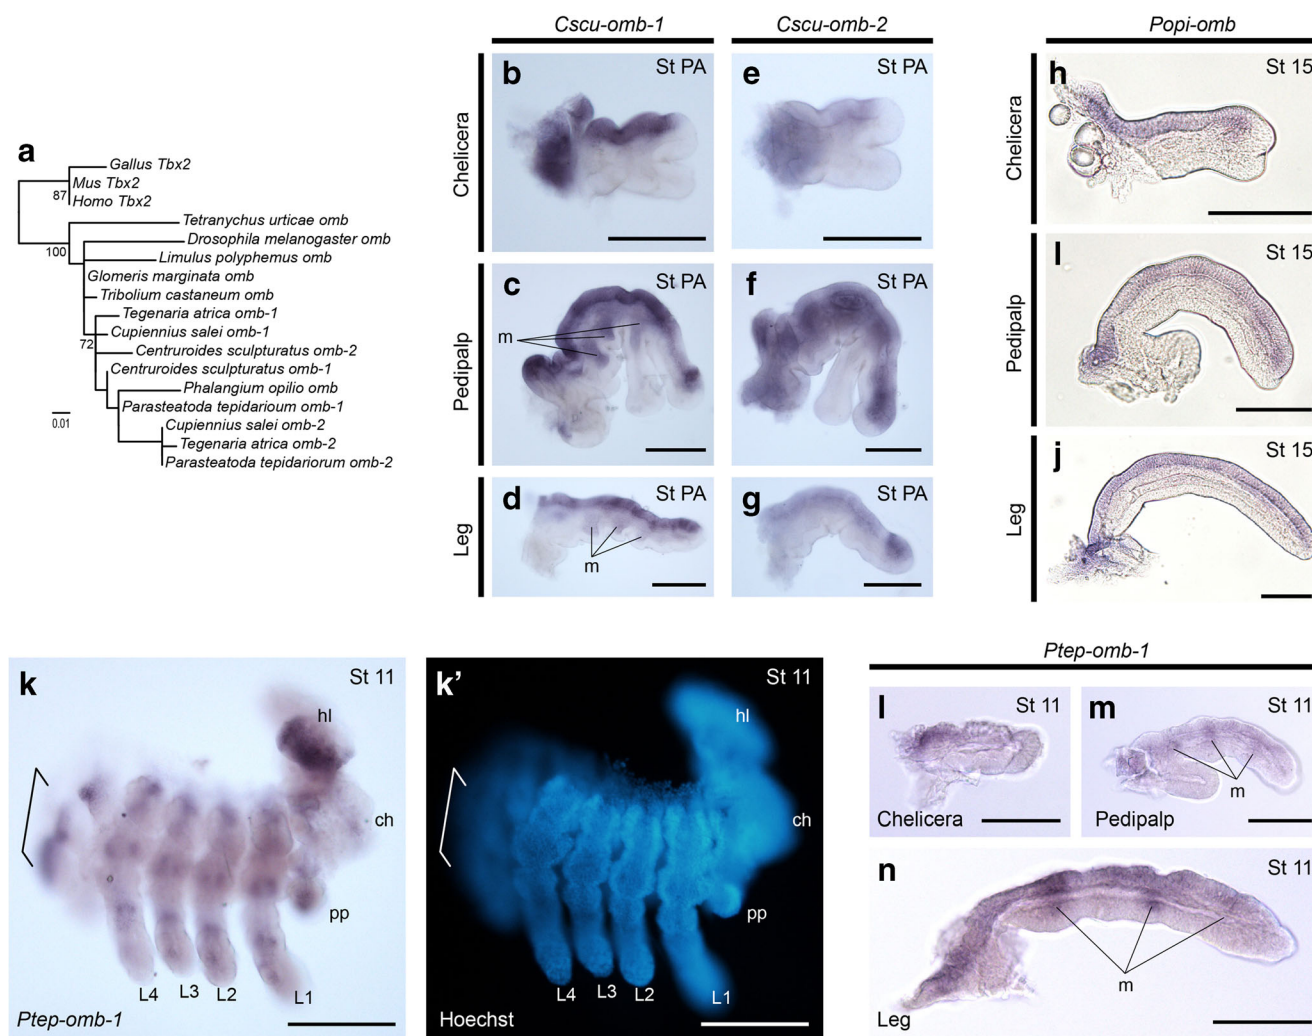 Cscu-omb-1
Cscu-omb-2
Popi-omb
a
Gallus Tbx2
Mus Tbx2
87
Homo Tbx2
Tetranychus urticae omb
100
Drosophila melanogaster omb
Limulus polyphemus omb
Glomeris marginata omb
Tribolium castaneum omb
Tegenaria atrica omb-1
Cupiennius salei omb-1
72
Centruroides sculpturatus omb-2
Centruroides sculpturatus omb-1
Phalangium opilio omb
Parasteatoda tepidarioum omb-1
Cupiennius salei omb-2
Tegenaria atrica omb-2
Parasteatoda tepidariorum omb-2
0.01
Chelicera
b
St PA
e
St PA
Pedipalp
c
St PA
m
f
St PA
Leg
d
St PA
m
g
St PA
Chelicera
h
St 15
Pedipalp
I
St 15
Leg
j
St 15
k
St 11
hl
ch
pp
L4
L3
L2
L1
Ptep-omb-1
k’
St 11
hl
ch
pp
L4
L3
L2
L1
Hoechst
Ptep-omb-1
l
St 11
Chelicera
m
St 11
m
Pedipalp
n
St 11
m
Leg